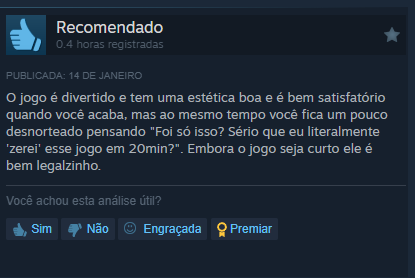 Recomendado
0.4 horas registradas
PUBLICADA: 14 DE JANEIRO
O jogo é divertido e tem uma estética boa e é bem satisfatório
quando você acaba, mas ao mesmo tempo você fica um pouco
desnorteado pensando "Foi só isso? Sério que eu literalmente
'zerei' esse jogo em 20min?". Embora o jogo seja curto ele é
bem legalzinho.
Você achou esta análise útil?
Sim Não Engraçada Premiar